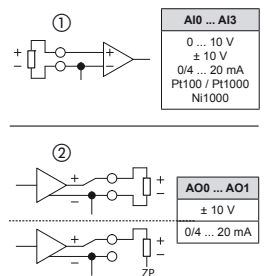 ①
AI0 ... AI3
0 ... 10 V
± 10 V
0/4 ... 20 mA
Pt100 / Pt1000
Ni1000
+
−
+
−
②
AO0 ... AO1
± 10 V
0/4 ... 20 mA
+
−
+
−
+
−
+
−
ZP